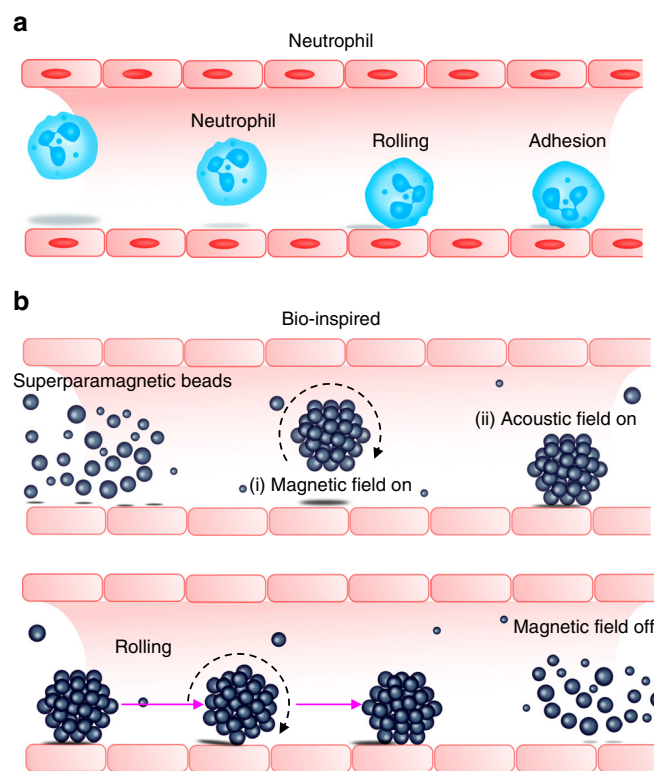 a
Neutrophil
Neutrophil
Rolling
Adhesion
b
Bio-inspired
Superparamagnetic beads
(i) Magnetic field on
(ii) Acoustic field on
Rolling
Magnetic field off